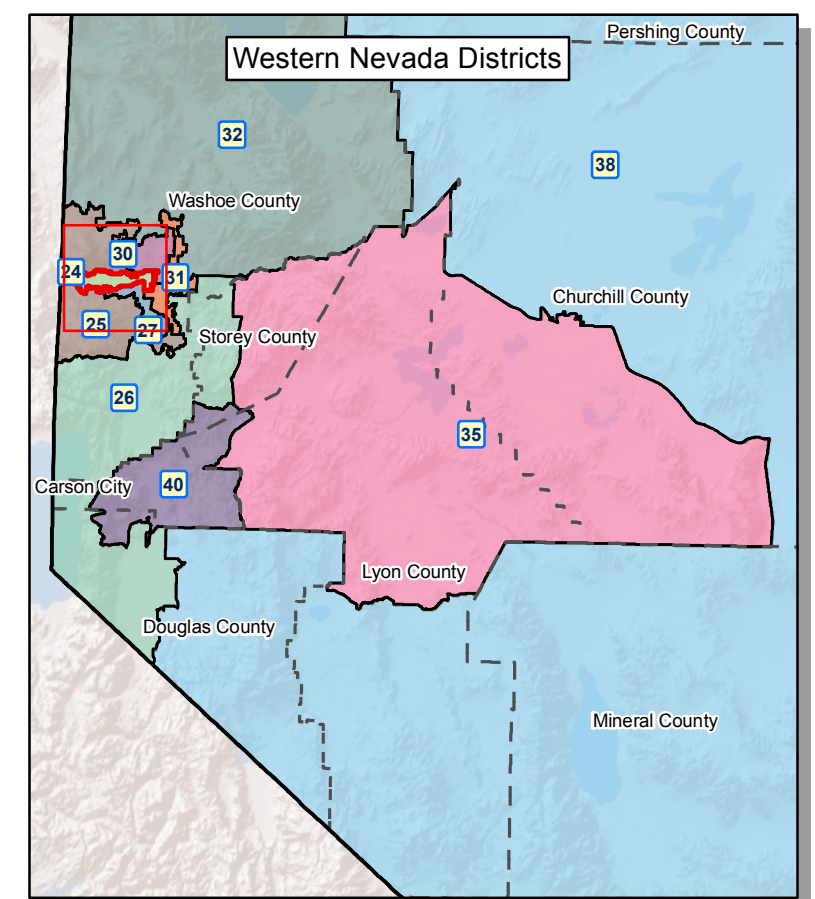 Pershing County
Western Nevada Districts
32
38
Washoe County
30
24
31
Churchill County
25
27
Storey County
26
35
40
Carson City
Lyon County
Douglas County
Mineral County